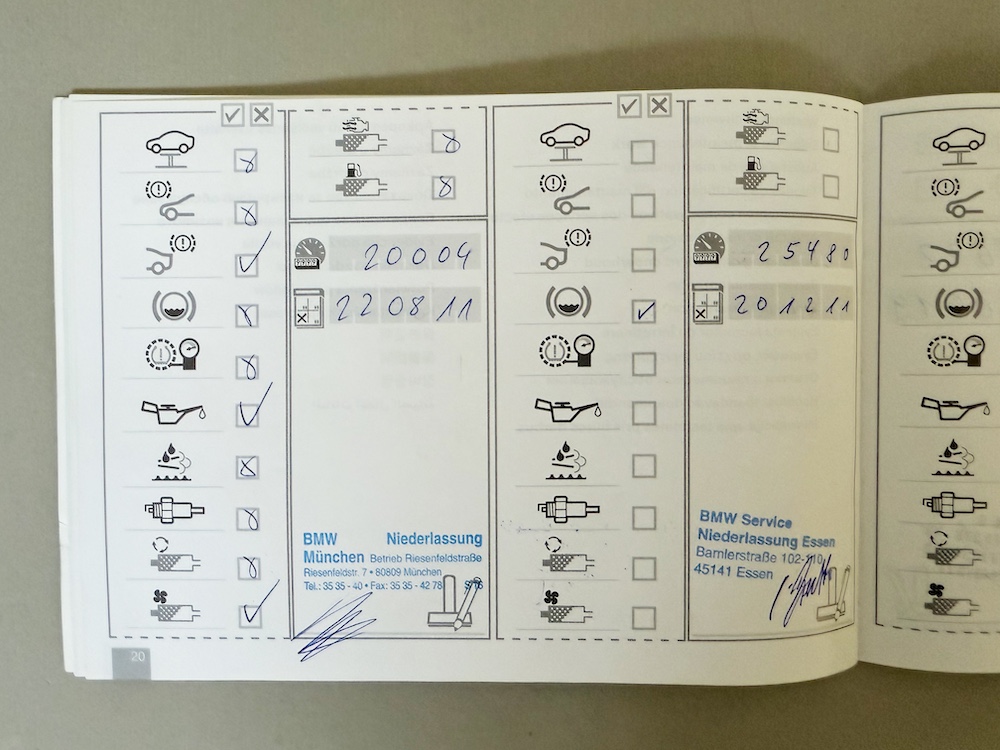 20004
220811
BMW Niederlassung
München Betrieb Riesenfeldstraße
Riesenfeldstr. 7 • 80809 München
Tel.: 35 35 - 40 • Fax: 35 35 - 42 78
20
25480
201211
BMW Service
Niederlassung Essen
Bamlerstraße 102-110
45141 Essen